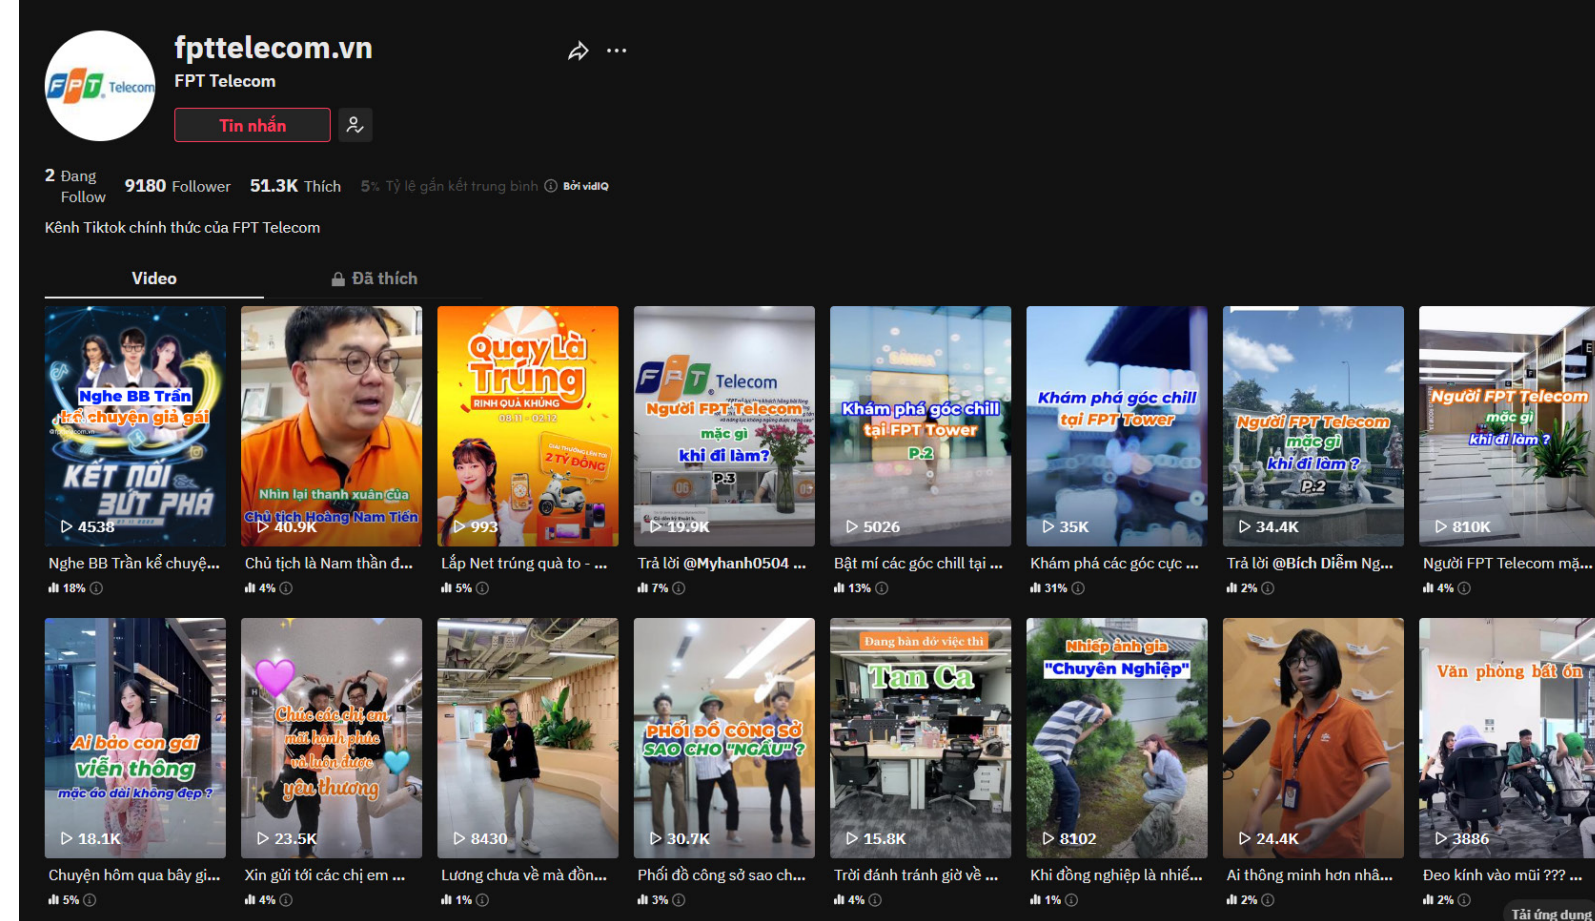 fpttelecom.vn
FPT Telecom
FPT Telecom
Tin nhắn
2 Đang Follow 9180 Follower 51.3K Thích 5% Tỷ lệ gắn kết trung bình Bởi vidIQ
Kênh Tiktok chính thức của FPT Telecom
Video Đã thích
Nghe BB Trần
kể chuyện giả gái
KẾT NỐI
BỨT PHÁ
4538
Nghe BB Trần kể chuyệ...
18%
Nhìn lại thanh xuân của
Chủ tịch Hoàng Nam Tiến
40.9K
Chủ tịch là Nam thần đ...
4%
Quay Là
Trúng
RINH QUÀ KHỦNG
08.11 - 02.12
2 TỶ ĐỒNG
993
Lắp Net trúng quà to - ...
5%
FPT Telecom
Người FPT Telecom
mặc gì
khi đi làm?
P.3
19.9K
Trả lời @Myhanh0504 ...
7%
Khám phá góc chill
tại FPT Tower
P.2
5026
Bật mí các góc chill tại ...
13%
Khám phá góc chill
tại FPT Tower
35K
Khám phá các góc cực ...
31%
Người FPT Telecom
mặc gì
khi đi làm ?
P.2
34.4K
Trả lời @Bích Diễm Ng...
2%
Người FPT Telecom
mặc gì
khi đi làm ?
810K
Người FPT Telecom mặ...
4%
Ai bảo con gái
viễn thông
mặc áo dài không đẹp ?
18.1K
Chuyện hôm qua bây gi...
5%
Chúc các chị em
mãi hạnh phúc
và luôn được
yêu thương
23.5K
Xin gửi tới các chị em ...
4%
8430
Lương chưa về mà đồn...
1%
PHỐI ĐỒ CÔNG SỞ
SAO CHO "NGẦU" ?
30.7K
Phối đồ công sở sao ch...
3%
Đang bàn dở việc thì
Tan Ca
15.8K
Trời đánh tránh giờ về ...
4%
Nhiếp ảnh gia
"Chuyên Nghiệp"
8102
Khi đồng nghiệp là nhiế...
1%
24.4K
Ai thông minh hơn nhâ...
2%
Văn phòng bất ổn
3886
Đeo kính vào mũi ??? ...
2%
Tải ứng dụng